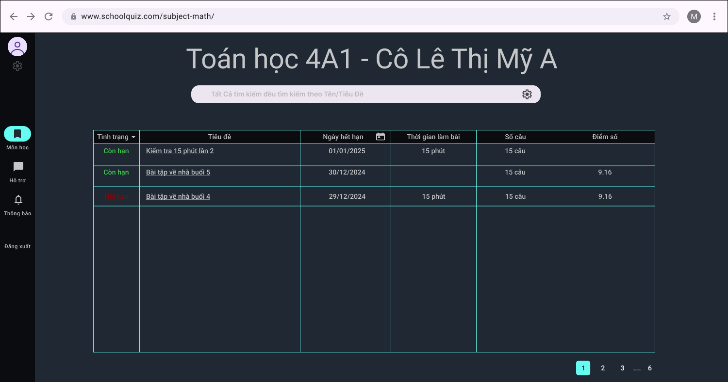 www.schoolquiz.com/subject-math/
M
Toán học 4A1 - Cô Lê Thị Mỹ A
Tất Cả tìm kiếm đều tìm kiếm theo Tên/Tiêu Đề
Tình trạng Tiêu đề Ngày hết hạn Thời gian làm bài Số câu Điểm số
Còn hạn Kiểm tra 15 phút lần 2 01/01/2025 15 phút 15 câu
Còn hạn Bài tập về nhà buổi 5 30/12/2024 15 câu 9.16
Bài tập về nhà buổi 4 29/12/2024 15 phút 15 câu 9.16
Môn học
Hỗ trợ
Thông báo
Đăng xuất
1 2 3 .... 6